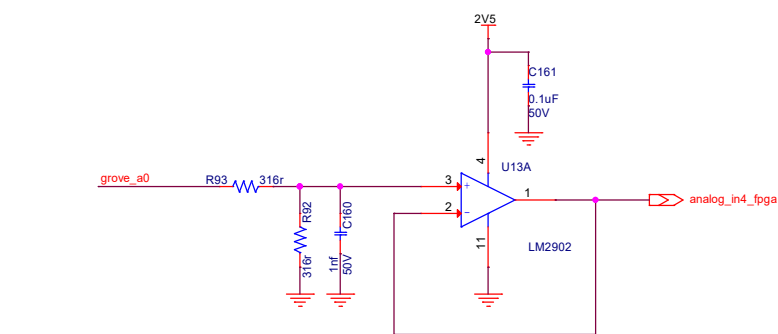 2V5
C161
0.1uF
50V
4
U13A
grove_a0
R93
316r
3
+
1
analog_in4_fpga
2
-
R92
316r
C160
1nf
50V
11
LM2902